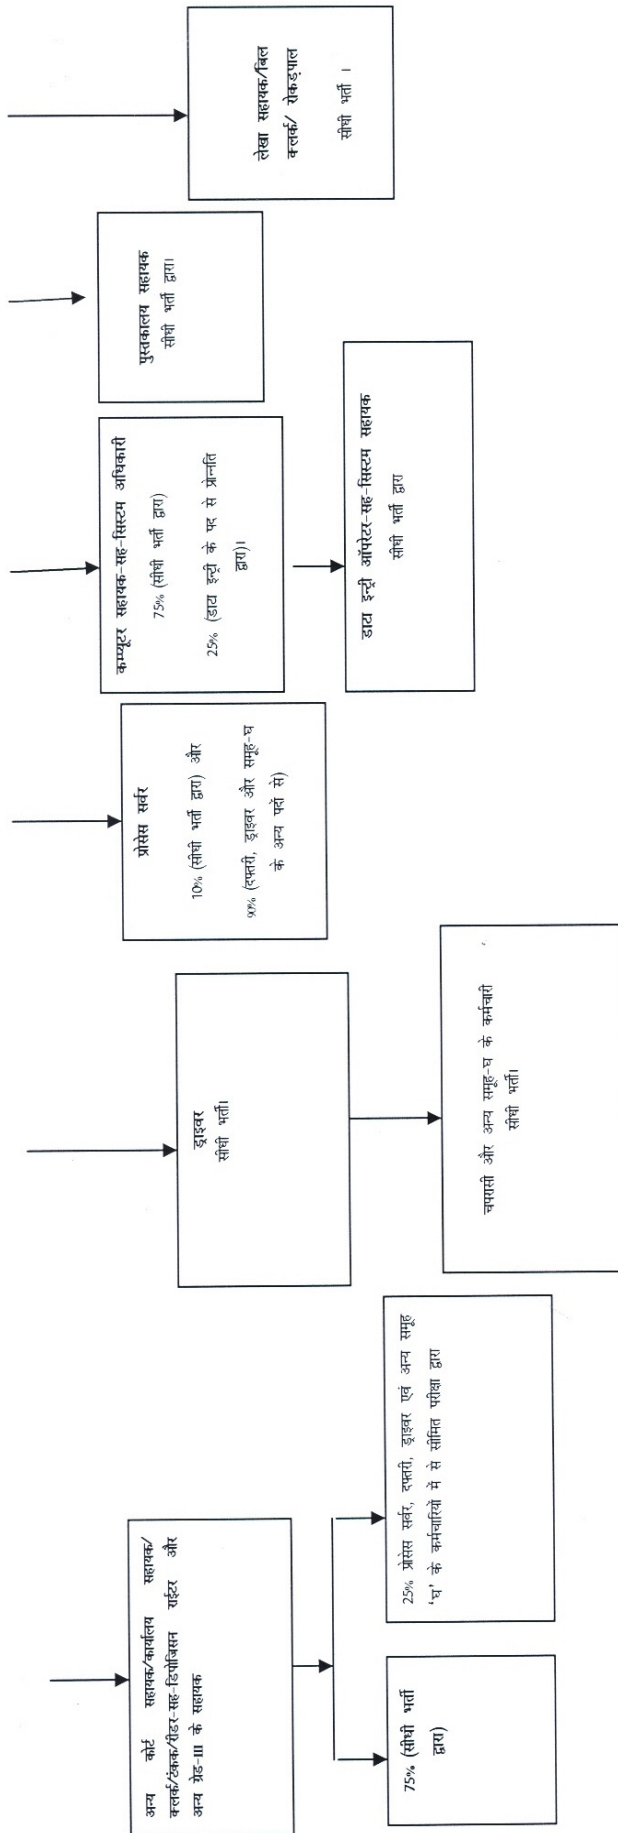 अन्य कोर्ट सहायक/कार्यालय सहायक/
क्लर्क/टंकक/रीडर-सह-डिपोजिसन राईटर और
अन्य ग्रेड-III के सहायक
75% (सीधी भर्ती
द्वारा)
25% प्रोसेस सर्वर, दफ्तरी, ड्राइवर एवं अन्य समूह
'घ' के कर्मचारियों में से सीमित परीक्षा द्वारा
ड्राइवर
सीधी भर्ती।
चपरासी और अन्य समूह-घ के कर्मचारी
सीधी भर्ती।
प्रोसेस सर्वर
10% (सीधी भर्ती द्वारा) और
90% (दफ्तरी, ड्राइवर और समूह-घ
के अन्य पदों से)
कम्प्यूटर सहायक-सह-सिस्टम अधिकारी
75% (सीधी भर्ती द्वारा)
25% (डाटा इन्ट्री के पद से प्रोन्नति
द्वारा)।
डाटा इन्ट्री ऑपरेटर-सह-सिस्टम सहायक
सीधी भर्ती द्वारा
पुस्तकालय सहायक
सीधी भर्ती द्वारा।
लेखा सहायक/बिल
क्लर्क/ रोकड़पाल
सीधी भर्ती ।